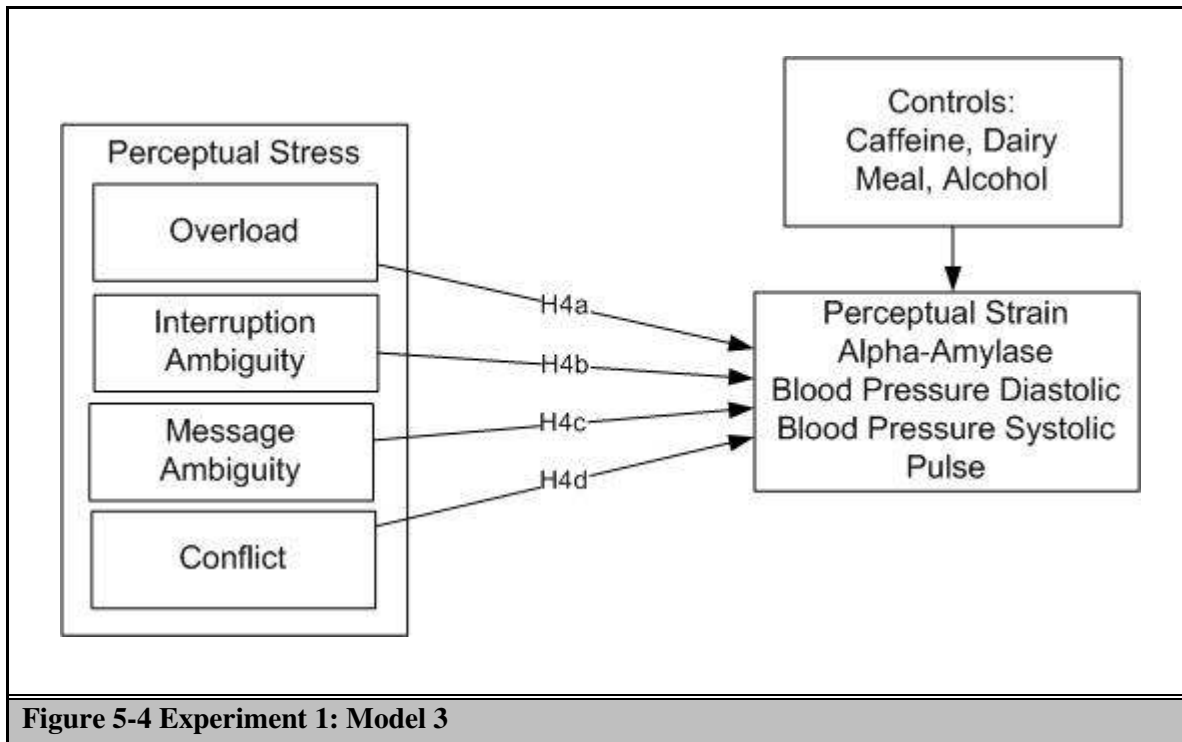 Perceptual Stress
Overload
Interruption
Ambiguity
Message
Ambiguity
Conflict
H4a
H4b
H4c
H4d
Controls:
Caffeine, Dairy
Meal, Alcohol
Perceptual Strain
Alpha-Amylase
Blood Pressure Diastolic
Blood Pressure Systolic
Pulse
Figure 5-4 Experiment 1: Model 3